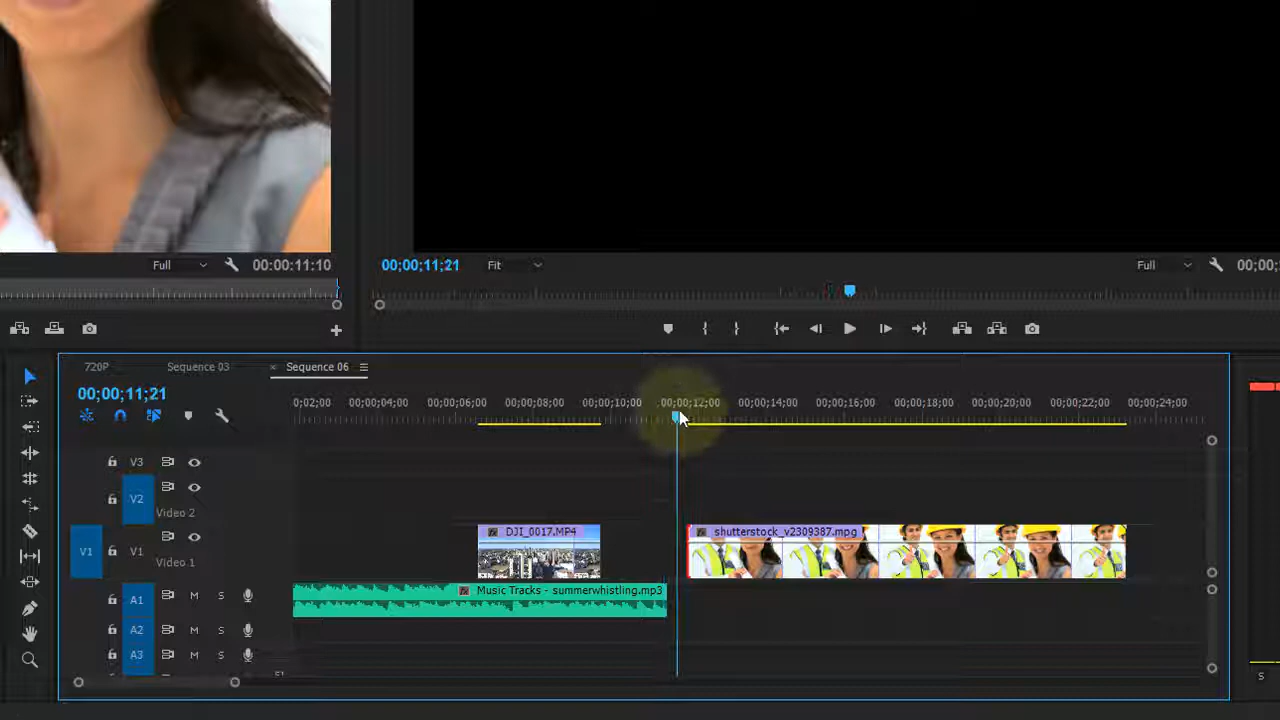 Full 00:00:11:10
00;00;11;21 Fit Full 00;00;
720P Sequence 03 × Sequence 06
00;00;11;21
0;02;00 00;00;04;00 00;00;06;00 00;00;08;00 00;00;10;00 00;00;12;00 00;00;14;00 00;00;16;00 00;00;18;00 00;00;20;00 00;00;22;00 00;00;24;00
V3
V2
Video 2
fx DJI_0017.MP4 fx shutterstock_v2309387.mpg
V1 V1
Video 1
fx Music Tracks - summerwhistling.mp3
A1 M S
A2 M S
A3 M S
S